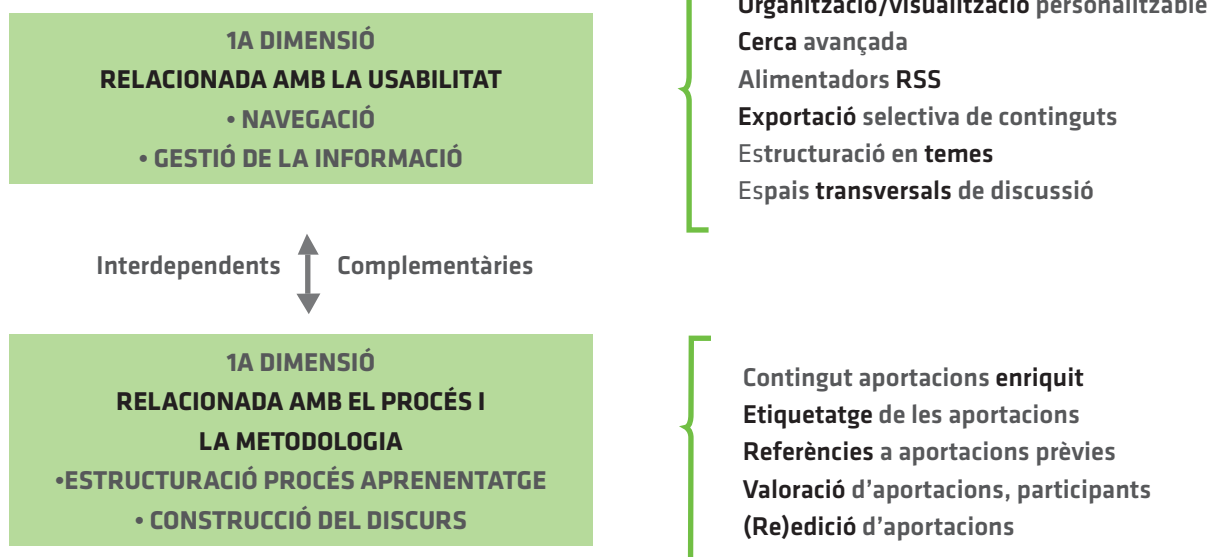 1A DIMENSIÓ
RELACIONADA AMB LA USABILITAT
• NAVEGACIÓ
• GESTIÓ DE LA INFORMACIÓ
Organització/visualització personalitzable
Cerca avançada
Alimentadors RSS
Exportació selectiva de continguts
Estructuració en temes
Espais transversals de discussió
Interdependents Complementàries
1A DIMENSIÓ
RELACIONADA AMB EL PROCÉS I
LA METODOLOGIA
•ESTRUCTURACIÓ PROCÉS APRENENTATGE
• CONSTRUCCIÓ DEL DISCURS
Contingut aportacions enriquit
Etiquetatge de les aportacions
Referències a aportacions prèvies
Valoració d'aportacions, participants
(Re)edició d'aportacions